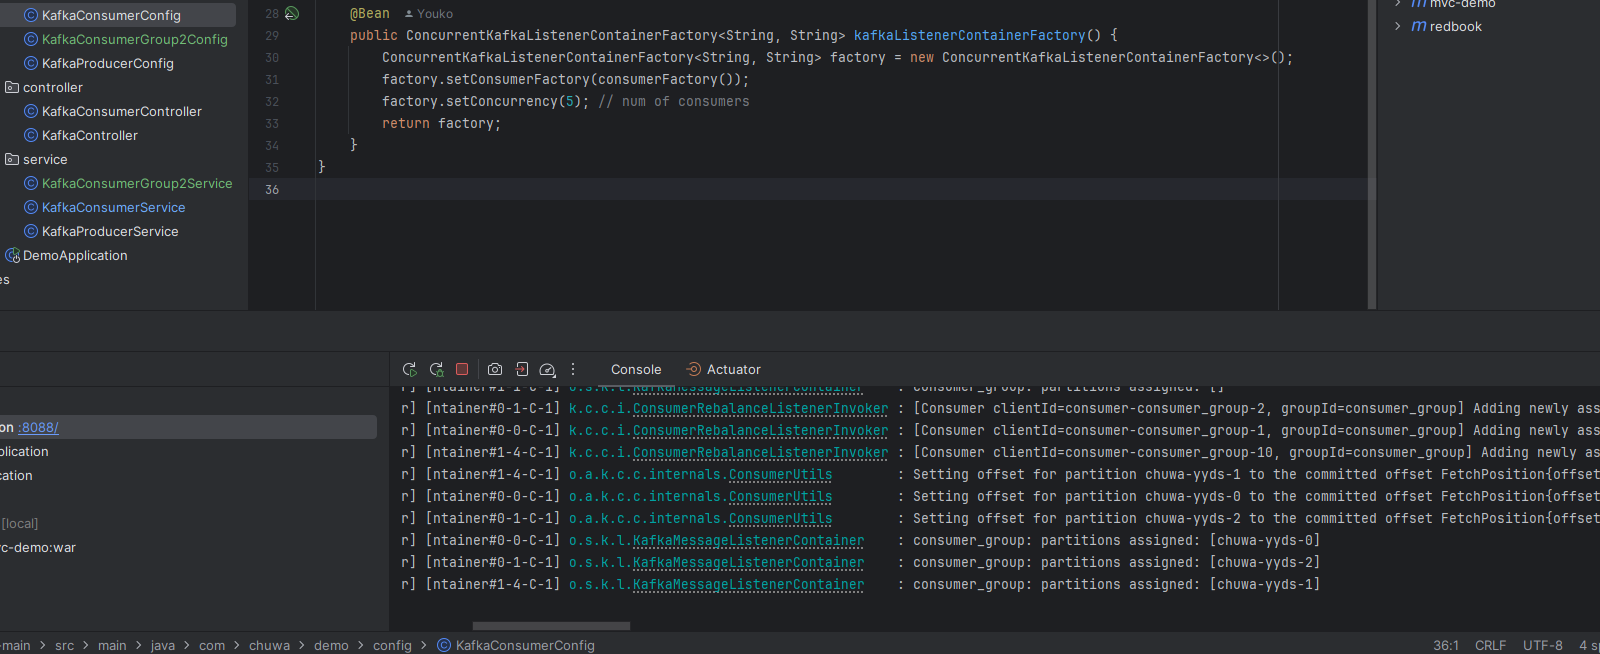 KafkaConsumerConfig
KafkaConsumerGroup2Config
KafkaProducerConfig
controller
KafkaConsumerController
KafkaController
service
KafkaConsumerGroup2Service
KafkaConsumerService
KafkaProducerService
DemoApplication
es
28 @Bean Youko
29 public ConcurrentKafkaListenerContainerFactory<String, String> kafkaListenerContainerFactory() {
30 ConcurrentKafkaListenerContainerFactory<String, String> factory = new ConcurrentKafkaListenerContainerFactory<>();
31 factory.setConsumerFactory(consumerFactory());
32 factory.setConcurrency(5); // num of consumers
33 return factory;
34 }
35 }
36
mvc-demo
redbook
Console Actuator
on :8088/
plication
cation
[local]
c-demo:war
r] [ntainer#1-1-C-1] o.s.k.l.KafkaMessageListenerContainer : consumer_group: partitions assigned: []
r] [ntainer#0-1-C-1] k.c.c.i.ConsumerRebalanceListenerInvoker : [Consumer clientId=consumer-consumer_group-2, groupId=consumer_group] Adding newly ass
r] [ntainer#0-0-C-1] k.c.c.i.ConsumerRebalanceListenerInvoker : [Consumer clientId=consumer-consumer_group-1, groupId=consumer_group] Adding newly ass
r] [ntainer#1-4-C-1] k.c.c.i.ConsumerRebalanceListenerInvoker : [Consumer clientId=consumer-consumer_group-10, groupId=consumer_group] Adding newly as
r] [ntainer#1-4-C-1] o.a.k.c.c.internals.ConsumerUtils : Setting offset for partition chuwa-yyds-1 to the committed offset FetchPosition{offset
r] [ntainer#0-0-C-1] o.a.k.c.c.internals.ConsumerUtils : Setting offset for partition chuwa-yyds-0 to the committed offset FetchPosition{offset
r] [ntainer#0-1-C-1] o.a.k.c.c.internals.ConsumerUtils : Setting offset for partition chuwa-yyds-2 to the committed offset FetchPosition{offset
r] [ntainer#0-0-C-1] o.s.k.l.KafkaMessageListenerContainer : consumer_group: partitions assigned: [chuwa-yyds-0]
r] [ntainer#0-1-C-1] o.s.k.l.KafkaMessageListenerContainer : consumer_group: partitions assigned: [chuwa-yyds-2]
r] [ntainer#1-4-C-1] o.s.k.l.KafkaMessageListenerContainer : consumer_group: partitions assigned: [chuwa-yyds-1]
-main > src > main > java > com > chuwa > demo > config > KafkaConsumerConfig
36:1 CRLF UTF-8 4 sp